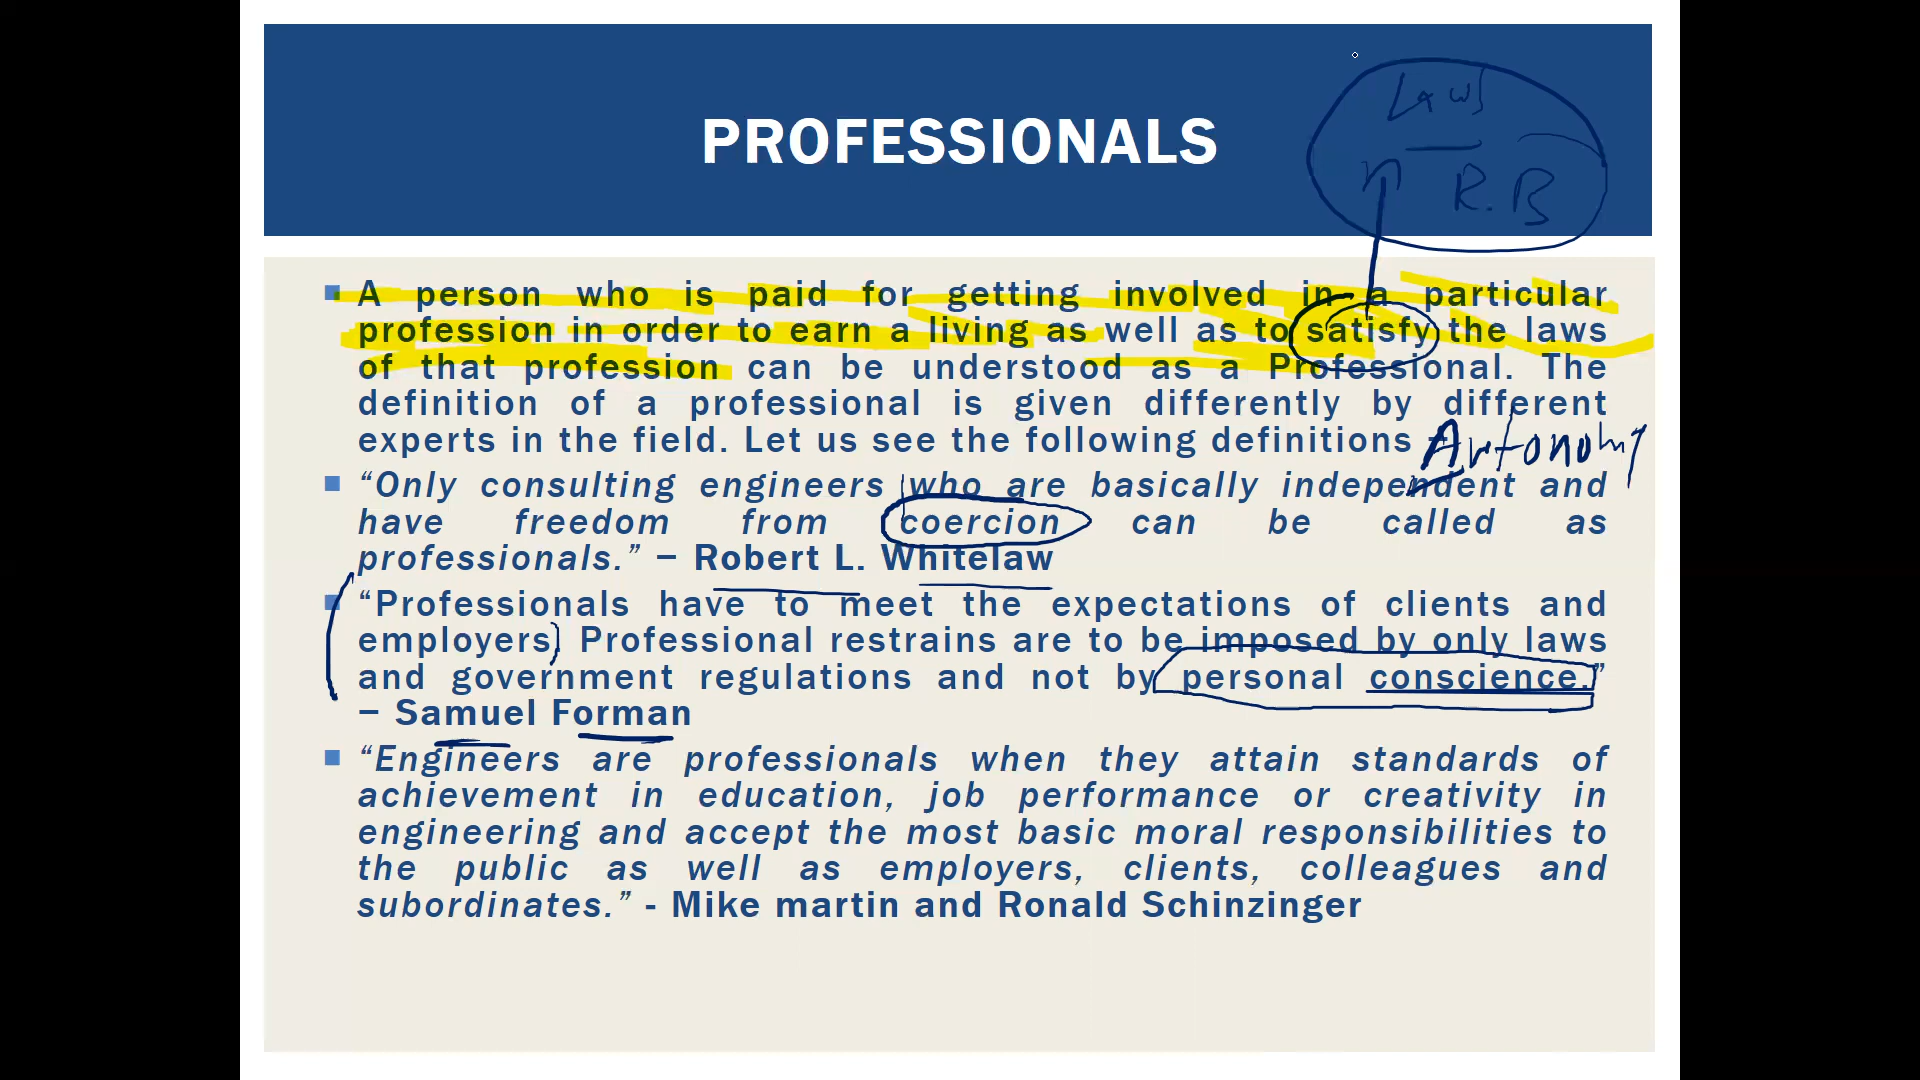 Laws
R.B
PROFESSIONALS
A person who is paid for getting involved in a particular
profession in order to earn a living as well as to satisfy the laws
of that profession can be understood as a Professional. The
definition of a professional is given differently by different
experts in the field. Let us see the following definitions –
Autonomy
“Only consulting engineers who are basically independent and
have freedom from coercion can be called as
professionals.” – Robert L. Whitelaw
“Professionals have to meet the expectations of clients and
employers. Professional restrains are to be imposed by only laws
and government regulations and not by personal conscience.”
– Samuel Forman
“Engineers are professionals when they attain standards of
achievement in education, job performance or creativity in
engineering and accept the most basic moral responsibilities to
the public as well as employers, clients, colleagues and
subordinates.” - Mike martin and Ronald Schinzinger